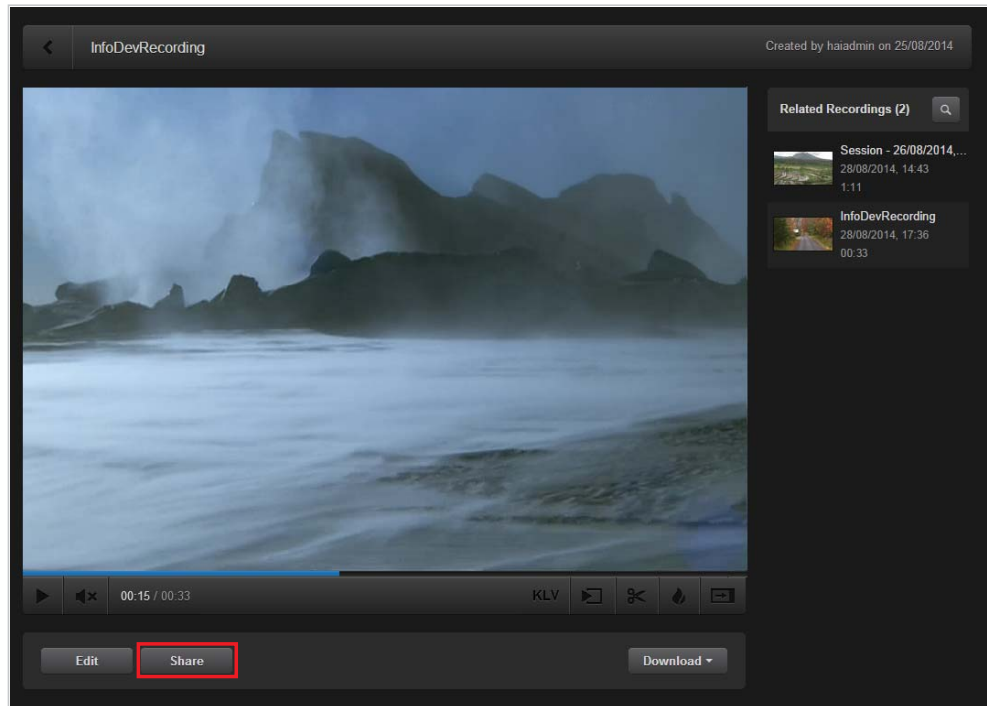 InfoDevRecording
Created by haiadmin on 25/08/2014
Related Recordings (2)
Session - 26/08/2014,...
28/08/2014, 14:43
1:11
InfoDevRecording
28/08/2014, 17:36
00:33
00:15 / 00:33
KLV
Edit
Share
Download